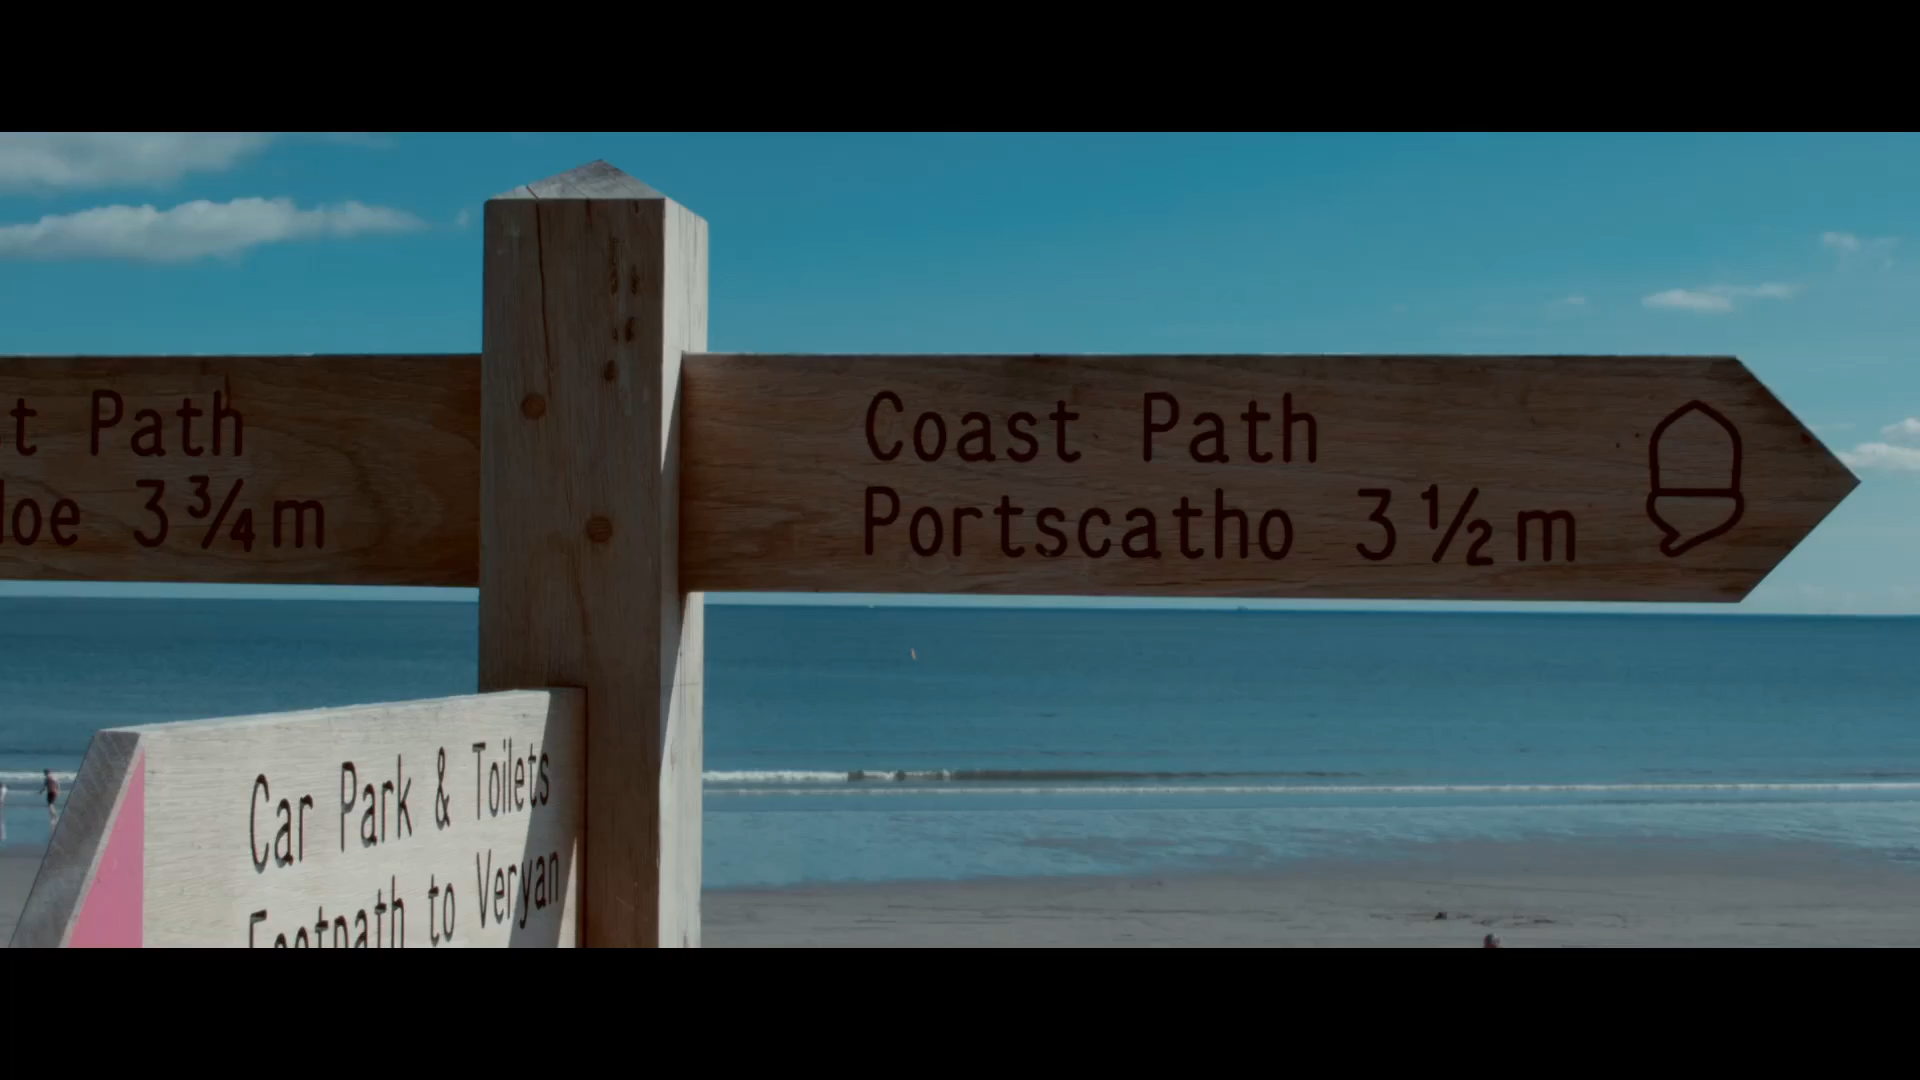 t Path
loe 3¾m
Coast Path
Portscatho 3½m
Car Park & Toilets
Footpath to Veryan